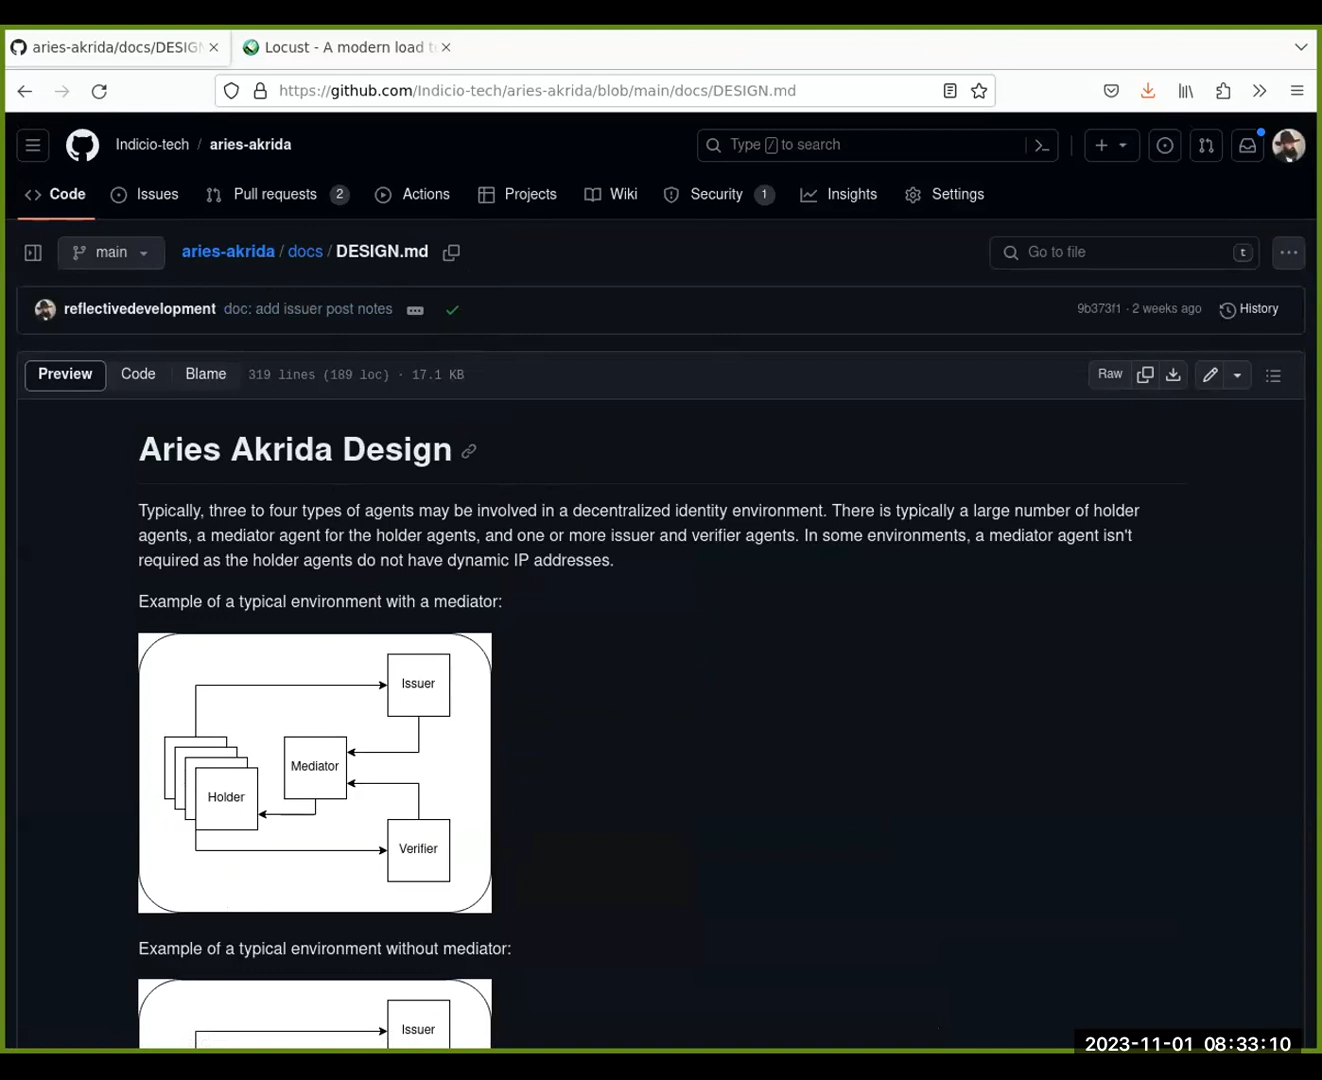 aries-akrida/docs/DESIGN
Locust - A modern load t
https://github.com/Indicio-tech/aries-akrida/blob/main/docs/DESIGN.md
Indicio-tech / aries-akrida
Type / to search
Code Issues Pull requests 2 Actions Projects Wiki Security 1 Insights Settings
main aries-akrida / docs / DESIGN.md Go to file t
reflectivedevelopment doc: add issuer post notes 9b373f1 · 2 weeks ago History
Preview Code Blame 319 lines (189 loc) · 17.1 KB Raw
Aries Akrida Design
Typically, three to four types of agents may be involved in a decentralized identity environment. There is typically a large number of holder
agents, a mediator agent for the holder agents, and one or more issuer and verifier agents. In some environments, a mediator agent isn't
required as the holder agents do not have dynamic IP addresses.
Example of a typical environment with a mediator:
Issuer
Mediator
Holder
Verifier
Example of a typical environment without mediator:
Issuer
2023-11-01 08:33:10